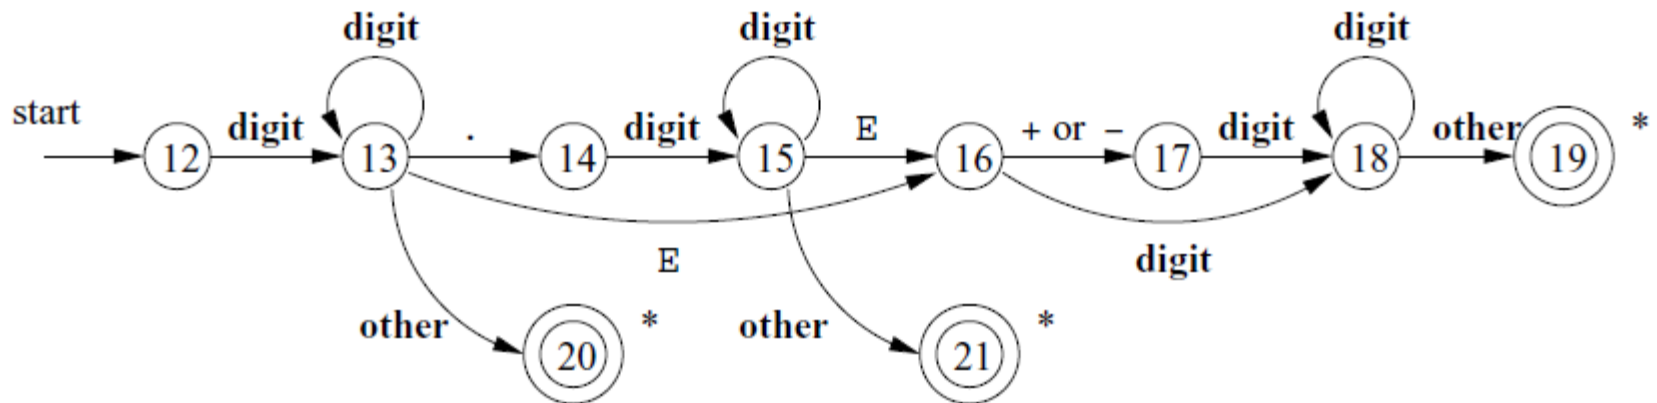 digit digit digit
start digit . digit E + or - digit other *
12 13 14 15 16 17 18 19
E digit
other * other *
20 21